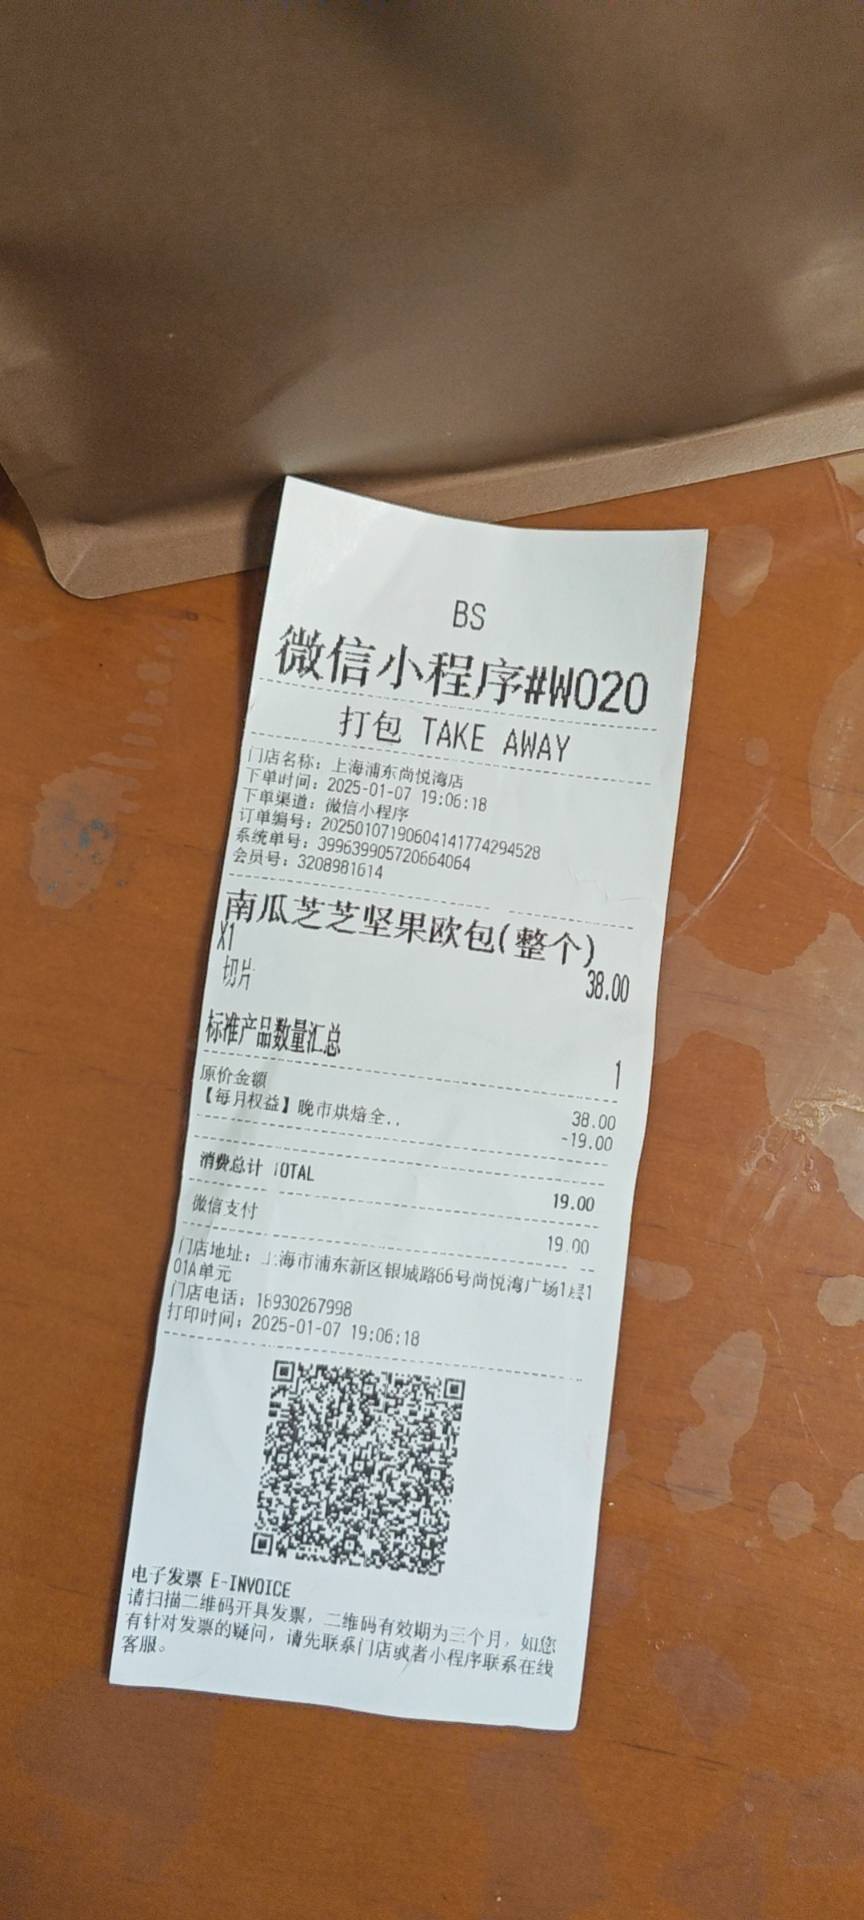 BS
微信小程序#W020
打包 TAKE AWAY
门店名称：上海浦东尚悦湾店
下单时间：2025-01-07 19:06:18
下单渠道：微信小程序
订单编号：20250107190604141774294528
系统单号：399639905720664064
会员号：3208981614
南瓜芝芝坚果欧包(整个)
X1 38.00
切片
标准产品数量汇总 1
原价金额 38.00
【每月权益】晚市烘焙全.. -19.00
消费总计 TOTAL 19.00
微信支付 19.00
门店地址：上海市浦东新区银城路66号尚悦湾广场1层1
01A单元
门店电话：18930267998
打印时间：2025-01-07 19:06:18
电子发票 E-INVOICE
请扫描二维码开具发票，二维码有效期为三个月，如您
有针对发票的疑问，请先联系门店或者小程序联系在线
客服。